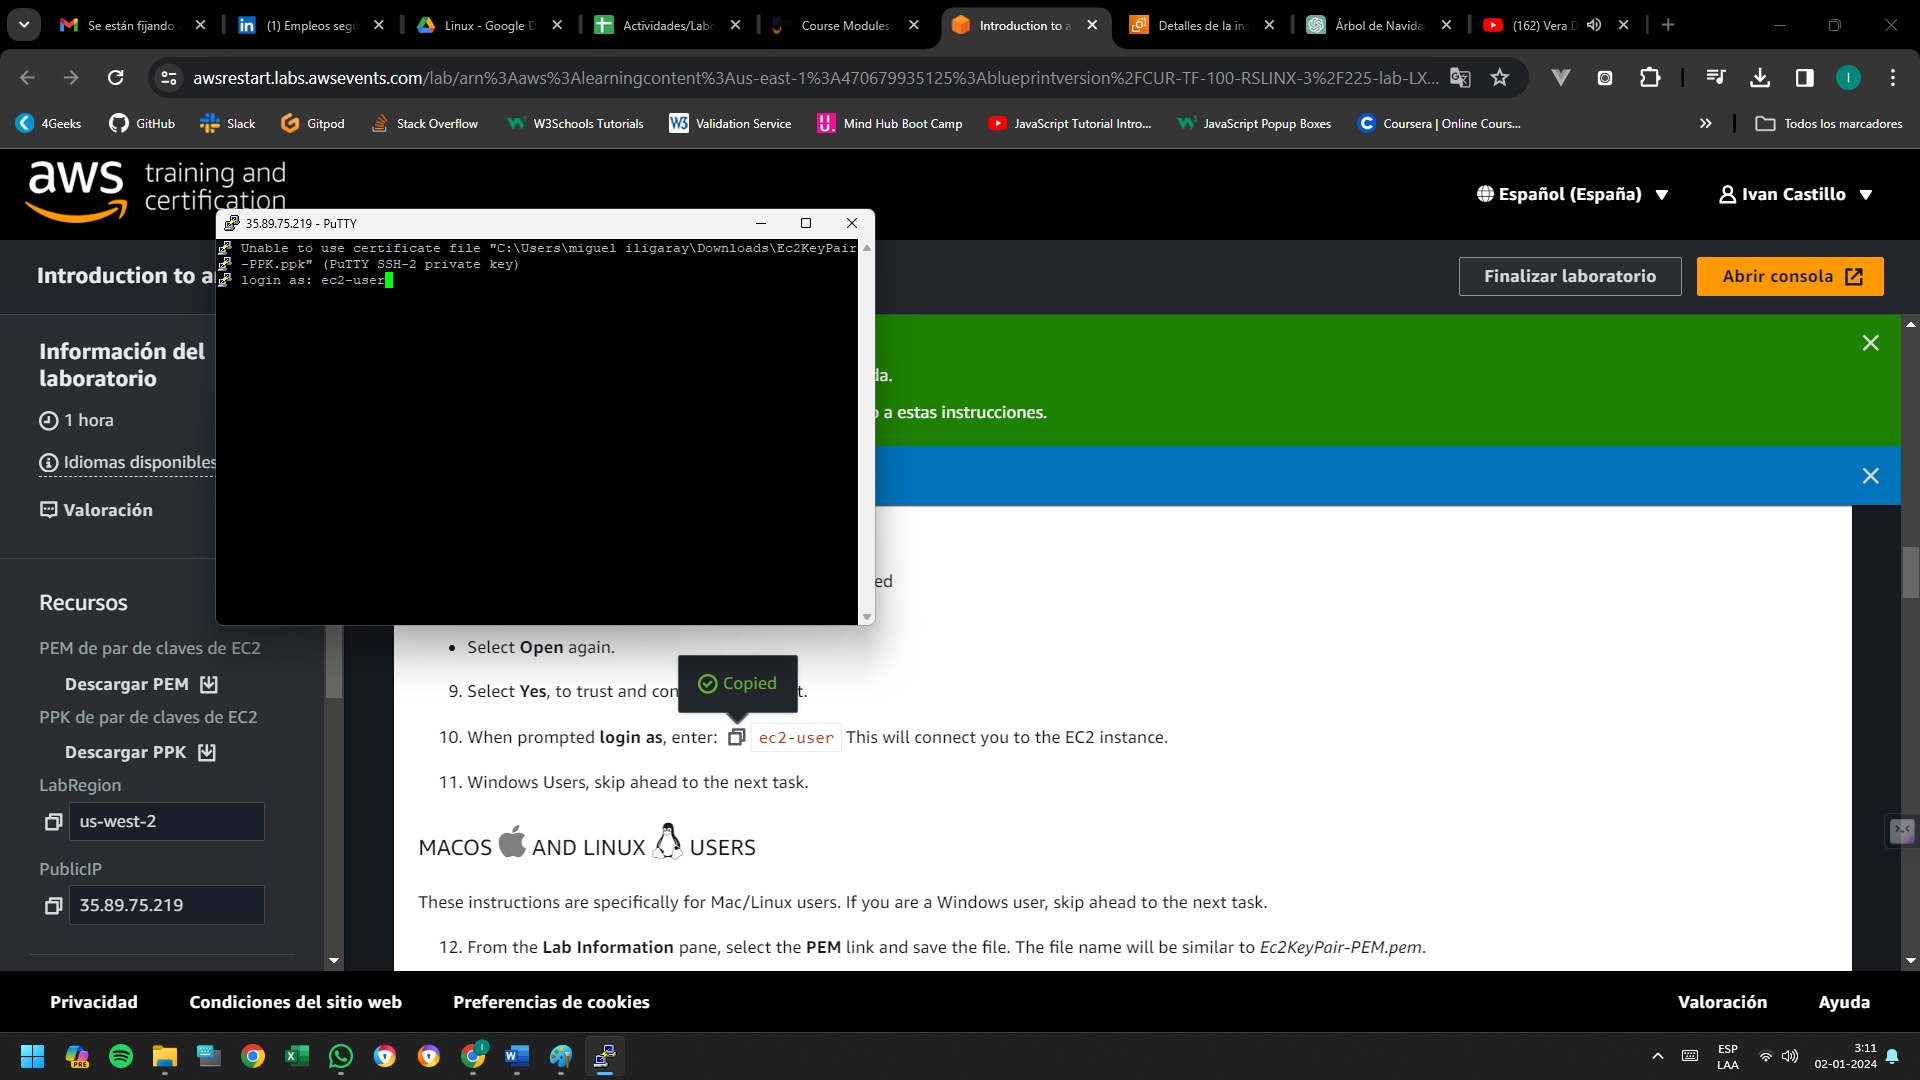 Se están fijando
(1) Empleos segú
Linux - Google D
Actividades/Labo
Course Modules:
Introduction to a
Detalles de la ins
Árbol de Navida
(162) Vera D
awsrestart.labs.awsevents.com/lab/arn%3Aaws%3Alearningcontent%3Aus-east-1%3A470679935125%3Ablueprintversion%2FCUR-TF-100-RSLINX-3%2F225-lab-LX...
I
4Geeks
GitHub
Slack
Gitpod
Stack Overflow
W3Schools Tutorials
Validation Service
Mind Hub Boot Camp
JavaScript Tutorial Intro...
JavaScript Popup Boxes
Coursera | Online Cours...
»
Todos los marcadores
aws training and certification
Español (España)
Ivan Castillo
35.89.75.219 - PuTTY
Unable to use certificate file "C:\Users\miguel iligaray\Downloads\Ec2KeyPair
-PPK.ppk" (PuTTY SSH-2 private key)
login as: ec2-user
Introduction to a
Finalizar laboratorio
Abrir consola
Información del
laboratorio
1 hora
Idiomas disponibles
Valoración
da.
o a estas instrucciones.
Recursos
PEM de par de claves de EC2
Descargar PEM
PPK de par de claves de EC2
Descargar PPK
LabRegion
us-west-2
PublicIP
35.89.75.219
ed
• Select Open again.
Copied
9. Select Yes, to trust and con t.
10. When prompted login as, enter: ec2-user This will connect you to the EC2 instance.
11. Windows Users, skip ahead to the next task.
MACOS AND LINUX USERS
These instructions are specifically for Mac/Linux users. If you are a Windows user, skip ahead to the next task.
12. From the Lab Information pane, select the PEM link and save the file. The file name will be similar to Ec2KeyPair-PEM.pem.
Privacidad
Condiciones del sitio web
Preferencias de cookies
Valoración
Ayuda
PRE
ESP
LAA
3:11
02-01-2024